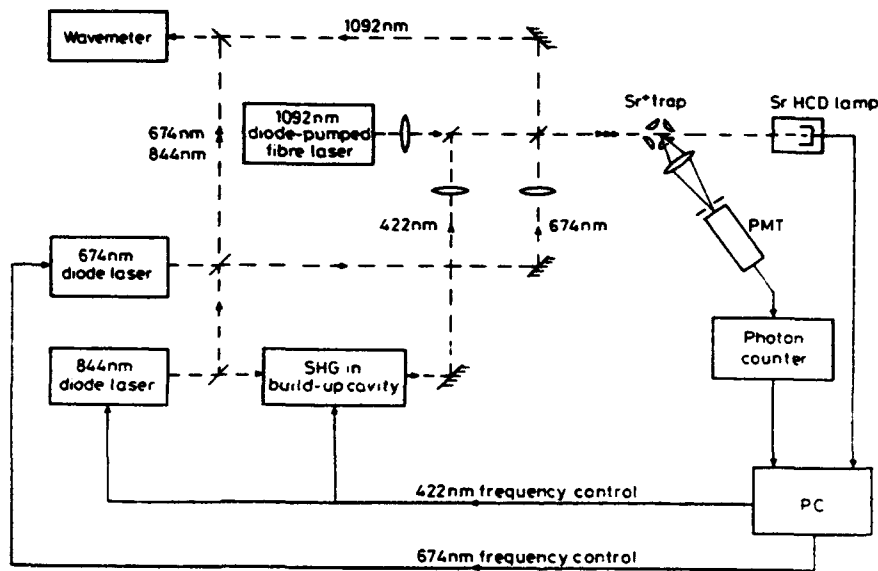 1092nm
Wavemeter
Sr⁺ trap
Sr HCD lamp
1092nm
diode-pumped
fibre laser
674nm
844nm
422nm
674nm
PMT
674nm
diode laser
Photon
counter
844nm
diode laser
SHG in
build-up cavity
422nm frequency control
PC
674nm frequency control